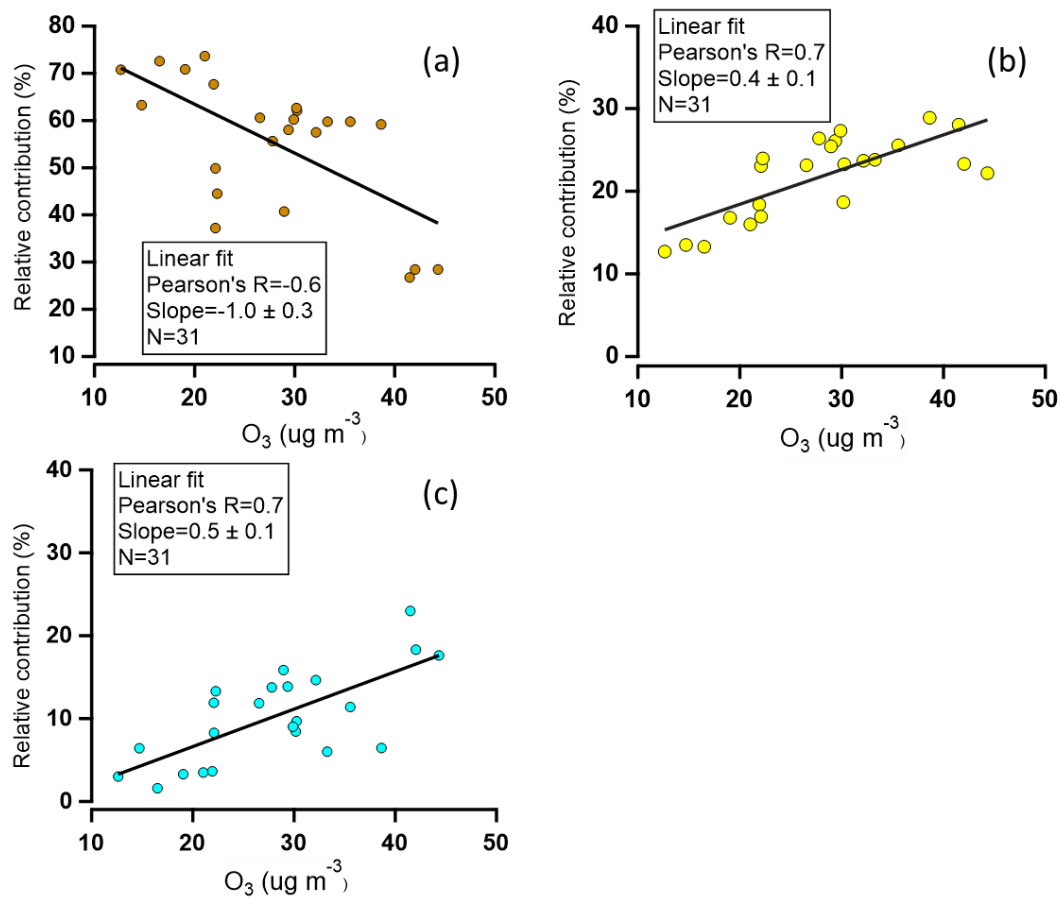 80
70
60
50
40
30
20
10
Relative contribution (%)
(a)
Linear fit
Pearson's R=-0.6
Slope=-1.0 ± 0.3
N=31
10 20 30 40 50
O₃ (ug m⁻³)
40
30
20
10
0
Relative contribution (%)
Linear fit
Pearson's R=0.7
Slope=0.4 ± 0.1
N=31
(b)
10 20 30 40 50
O₃ (ug m⁻³)
40
30
20
10
0
Relative contribution (%)
Linear fit
Pearson's R=0.7
Slope=0.5 ± 0.1
N=31
(c)
10 20 30 40 50
O₃ (ug m⁻³)